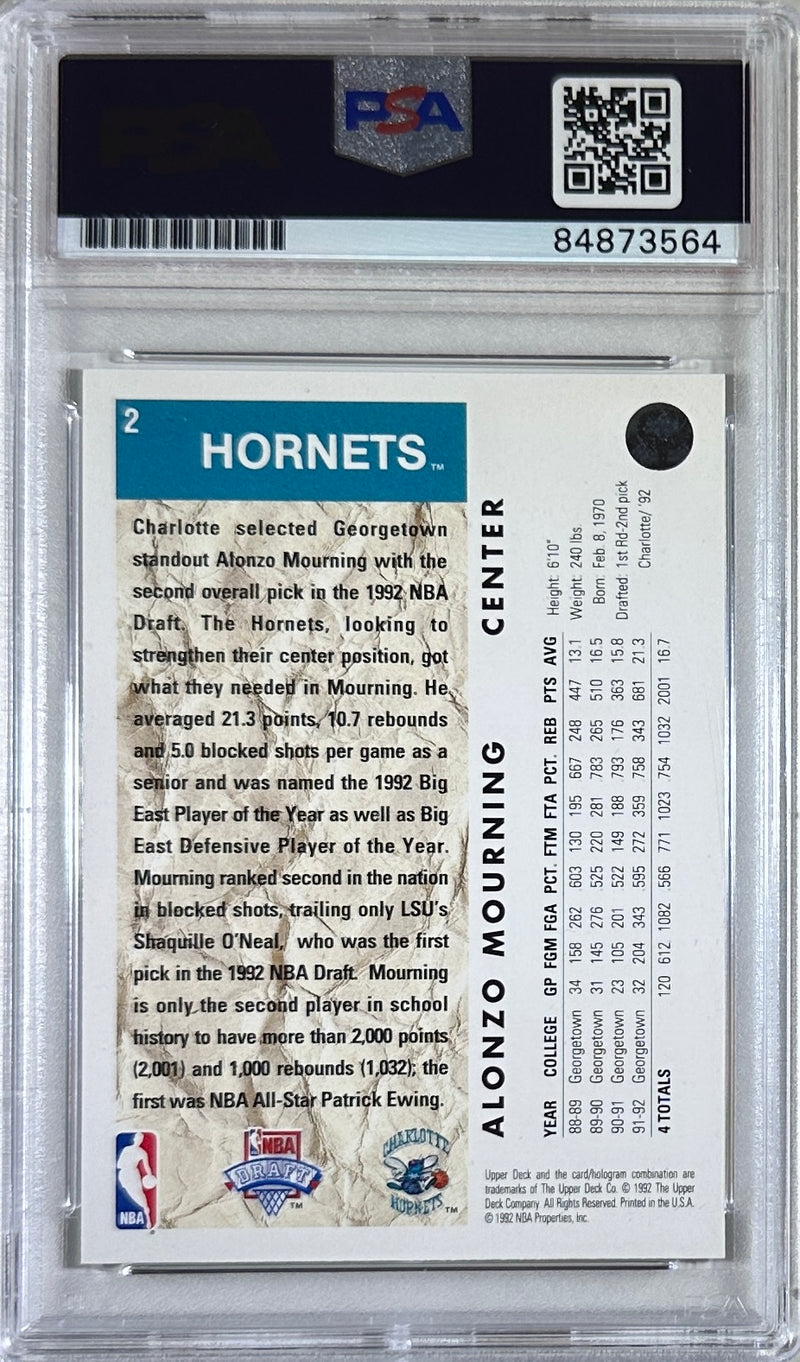 PSA
84873564
2
HORNETS™
Charlotte selected Georgetown
standout Alonzo Mourning with the
second overall pick in the 1992 NBA
Draft. The Hornets, looking to
strengthen their center position, got
what they needed in Mourning. He
averaged 21.3 points, 10.7 rebounds
and 5.0 blocked shots per game as a
senior and was named the 1992 Big
East Player of the Year as well as Big
East Defensive Player of the Year.
Mourning ranked second in the nation
in blocked shots, trailing only LSU's
Shaquille O'Neal, who was the first
pick in the 1992 NBA Draft. Mourning
is only the second player in school
history to have more than 2,000 points
(2,001) and 1,000 rebounds (1,032); the
first was NBA All-Star Patrick Ewing.
NBA
NBA
DRAFT™
CHARLOTTE
HORNETS™
ALONZO MOURNING CENTER
Height: 6'10"
Weight: 240 lbs.
Born: Feb. 8, 1970
Drafted: 1st Rd-2nd pick
Charlotte/ '92
YEAR COLLEGE GP FGM FGA PCT. FTM FTA PCT. REB PTS AVG
88-89 Georgetown 34 158 262 .603 130 195 .667 248 447 13.1
89-90 Georgetown 31 145 276 .525 220 281 .783 265 510 16.5
90-91 Georgetown 23 105 201 .522 149 188 .793 176 363 15.8
91-92 Georgetown 32 204 343 .595 272 359 .758 343 681 21.3
4 TOTALS 120 612 1082 .566 771 1023 .754 1032 2001 16.7
Upper Deck and the card/hologram combination are
trademarks of The Upper Deck Co. © 1992 The Upper
Deck Company. All Rights Reserved. Printed in the U.S.A.
© 1992 NBA Properties, Inc.
PSA